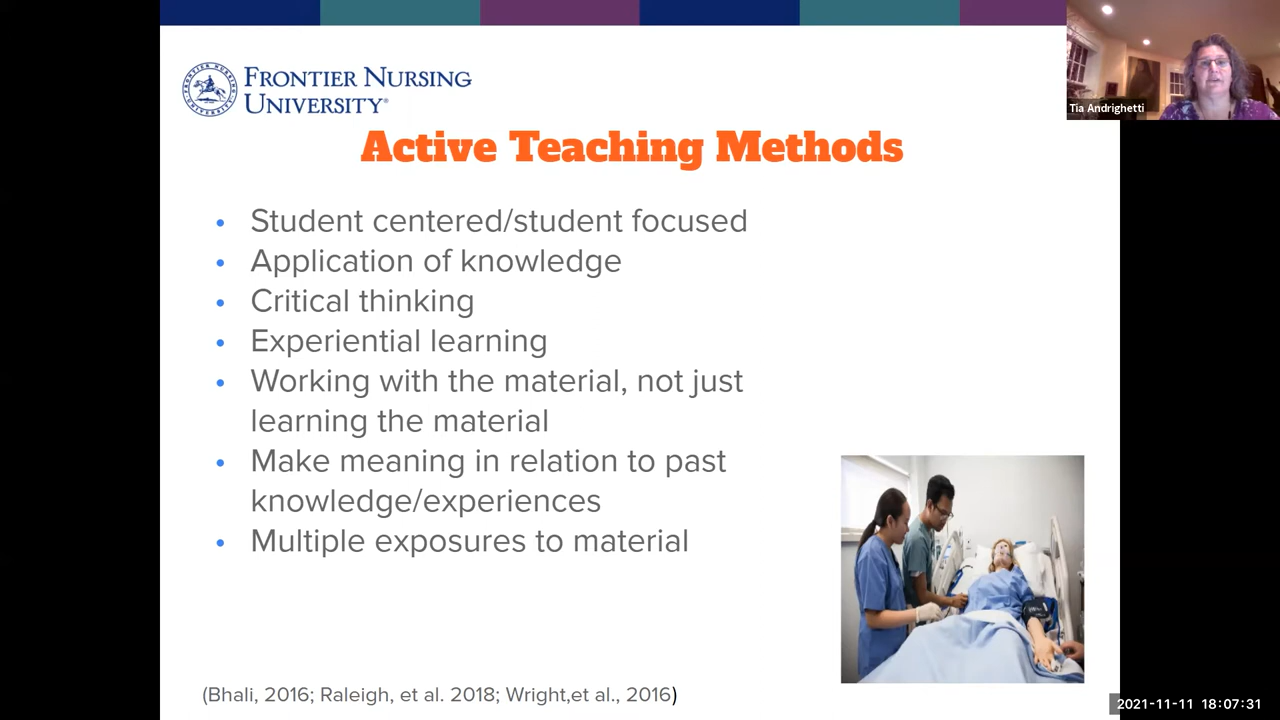 FRONTIER NURSING
UNIVERSITY®
Tia Andrighetti
Active Teaching Methods
• Student centered/student focused
• Application of knowledge
• Critical thinking
• Experiential learning
• Working with the material, not just
learning the material
• Make meaning in relation to past
knowledge/experiences
• Multiple exposures to material
(Bhali, 2016; Raleigh, et al. 2018; Wright,et al., 2016)
2021-11-11 18:07:31